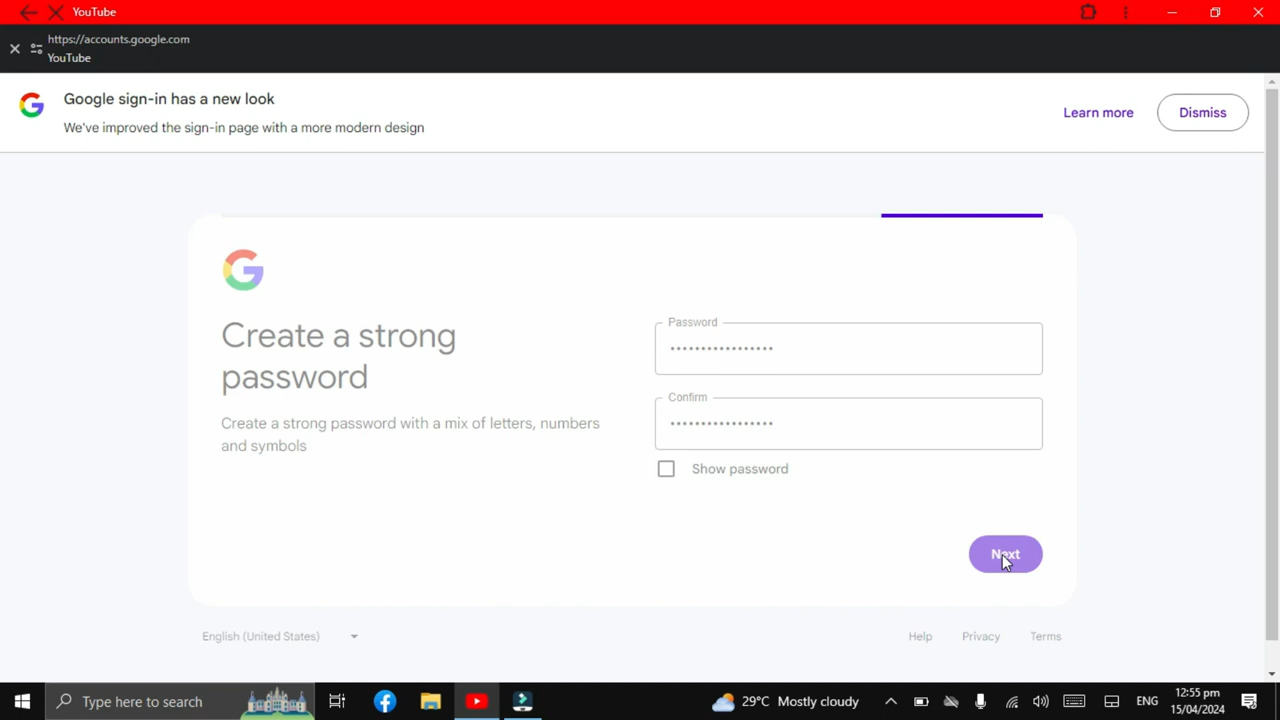 YouTube
https://accounts.google.com
YouTube
Google sign-in has a new look
We've improved the sign-in page with a more modern design
Learn more
Dismiss
Create a strong
password
Create a strong password with a mix of letters, numbers
and symbols
Password
•••••••••••••••••
Confirm
•••••••••••••••••
Show password
Next
English (United States)
Help
Privacy
Terms
Type here to search
29°C Mostly cloudy
ENG
12:55 pm
15/04/2024